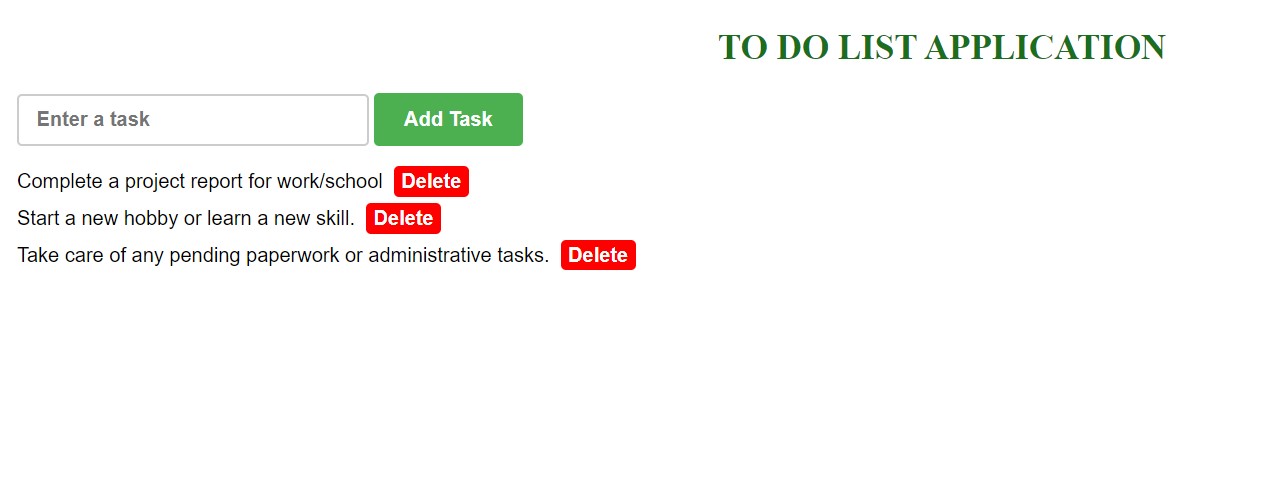 TO DO LIST APPLICATION
Enter a task Add Task
Complete a project report for work/school Delete
Start a new hobby or learn a new skill. Delete
Take care of any pending paperwork or administrative tasks. Delete